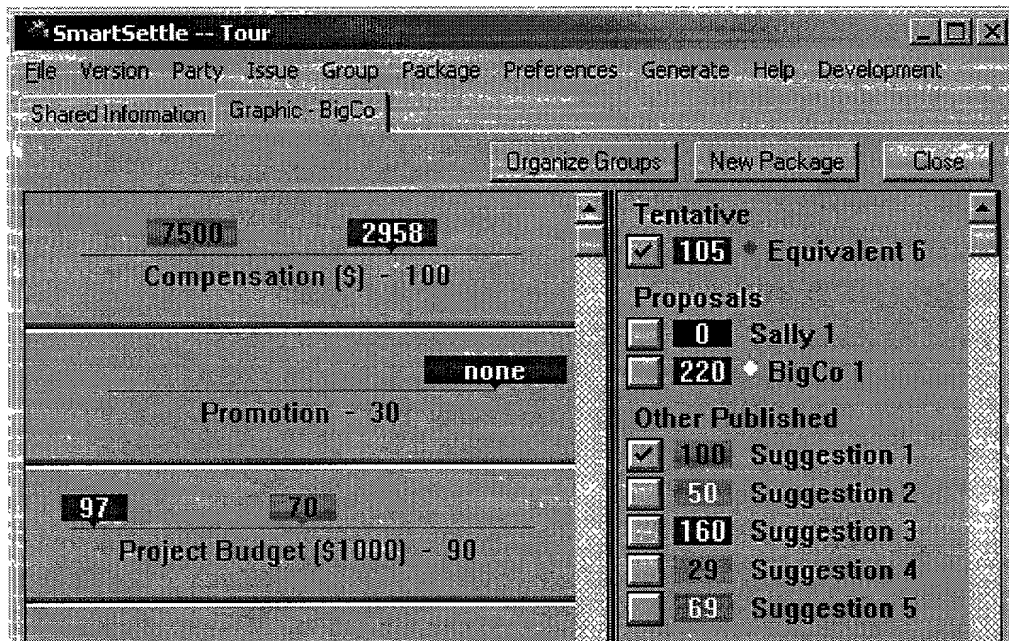 SmartSettle -- Tour
File Version Party Issue Group Package Preferences Generate Help Development
Shared Information Graphic - BigCo
Organize Groups New Package Close
7500 2958
Compensation ($) - 100
none
Promotion - 30
97 70
Project Budget ($1000) - 90
Tentative
105 Equivalent 6
Proposals
0 Sally 1
220 BigCo 1
Other Published
100 Suggestion 1
50 Suggestion 2
160 Suggestion 3
29 Suggestion 4
69 Suggestion 5